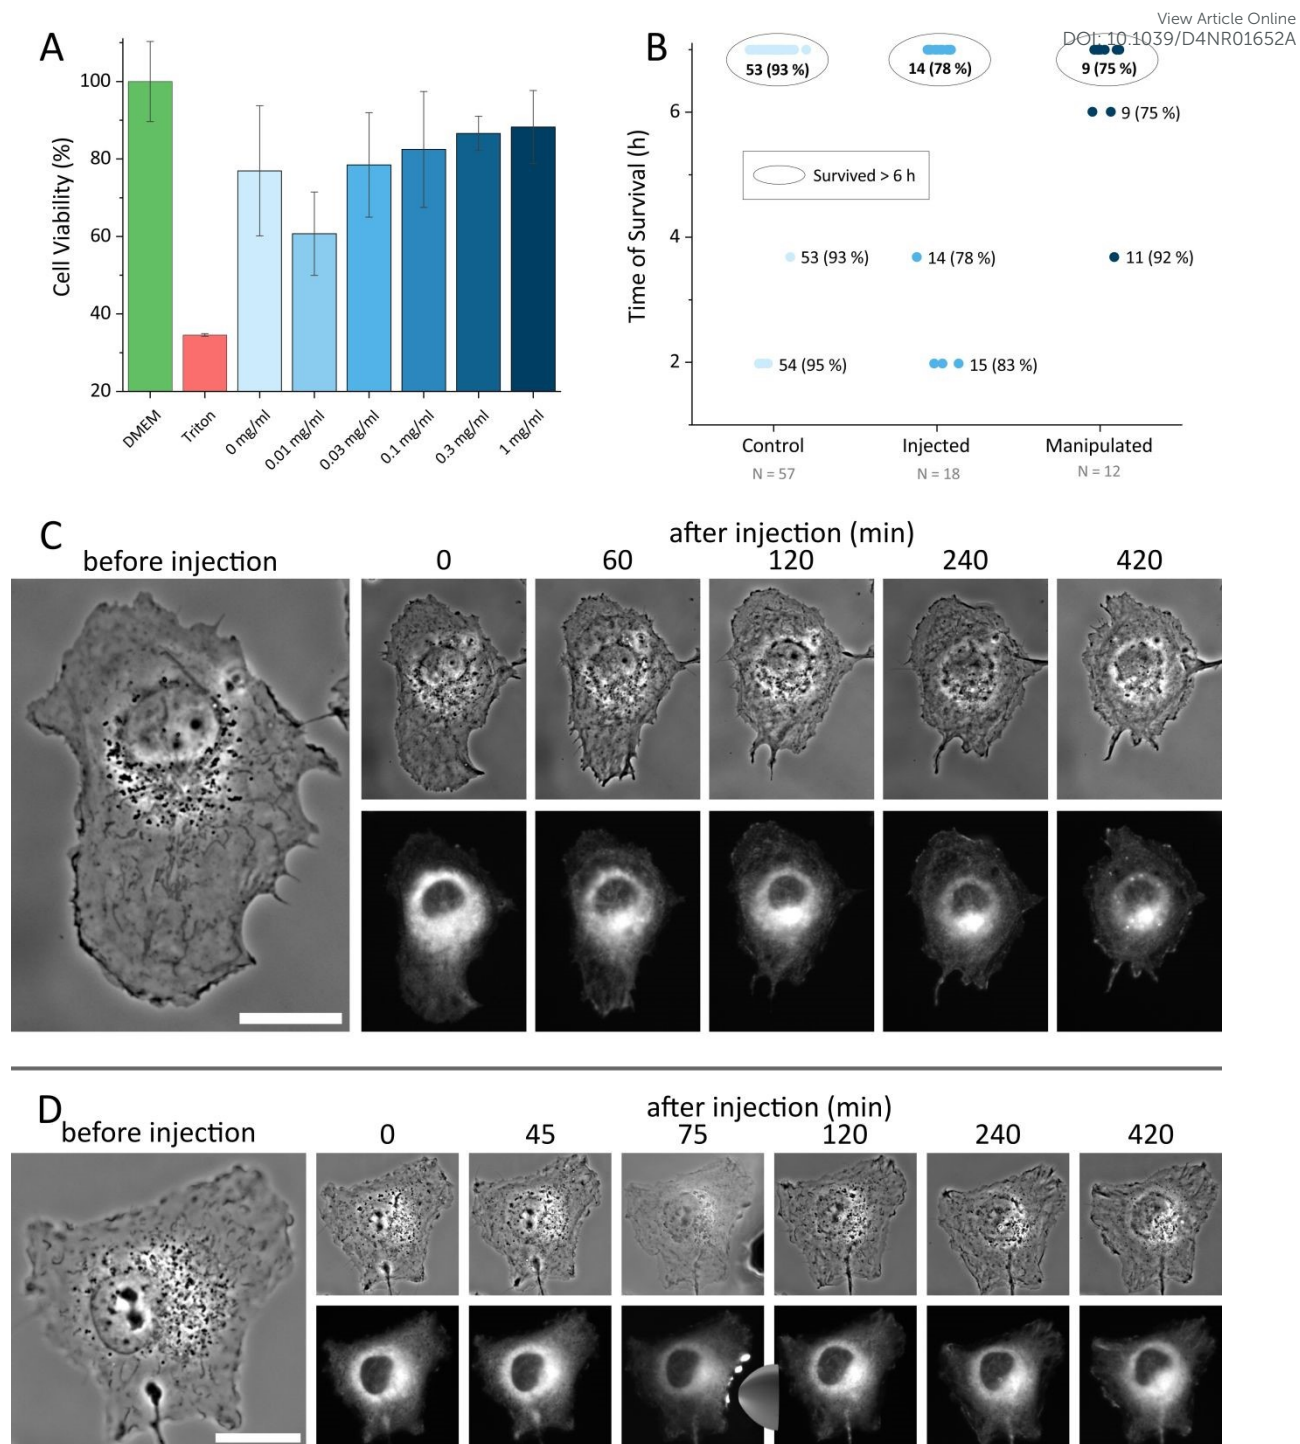 View Article Online
DOI: 10.1039/D4NR01652A
A
Cell Viability (%)
100
80
60
40
20
DMEM
Triton
0 mg/ml
0.01 mg/ml
0.03 mg/ml
0.1 mg/ml
0.3 mg/ml
1 mg/ml
B
Time of Survival (h)
6
4
2
53 (93 %)
14 (78 %)
9 (75 %)
9 (75 %)
Survived > 6 h
53 (93 %)
14 (78 %)
11 (92 %)
54 (95 %)
15 (83 %)
Control
Injected
Manipulated
N = 57
N = 18
N = 12
C
before injection
after injection (min)
0 60 120 240 420
D
before injection
after injection (min)
0 45 75 120 240 420